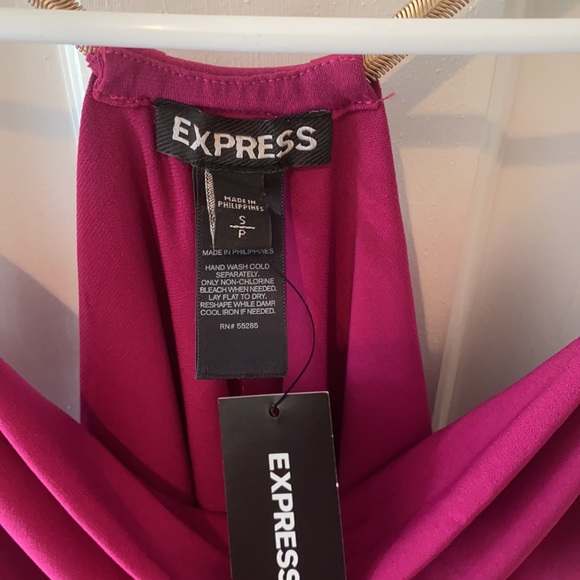 EXPRESS
MADE IN
PHILIPPINES
S
P
MADE IN PHILIPPINES
HAND WASH COLD
SEPARATELY.
ONLY NON-CHLORINE
BLEACH WHEN NEEDED.
LAY FLAT TO DRY.
RESHAPE WHILE DAMP.
COOL IRON IF NEEDED.
RN# 55285
EXPRESS